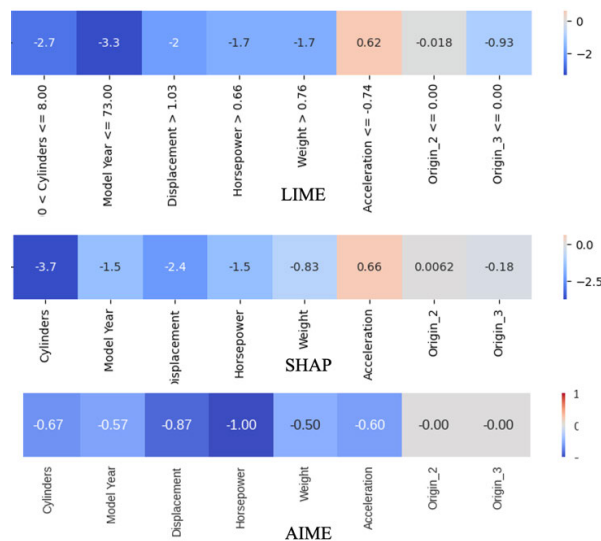 -2.7 -3.3 -2 -1.7 -1.7 0.62 -0.018 -0.93
0
−2
0 < Cylinders <= 8.00
Model Year <= 73.00
Displacement > 1.03
Horsepower > 0.66
Weight > 0.76
Acceleration <= -0.74
Origin_2 <= 0.00
Origin_3 <= 0.00
LIME
-3.7 -1.5 -2.4 -1.5 -0.83 0.66 0.0062 -0.18
0.0
−2.5
Cylinders
Model Year
Displacement
Horsepower
Weight
Acceleration
Origin_2
Origin_3
SHAP
-0.67 -0.57 -0.87 -1.00 -0.50 -0.60 -0.00 -0.00
1
Cylinders
Model Year
Displacement
Horsepower
Weight
Acceleration
Origin_2
Origin_3
AIME